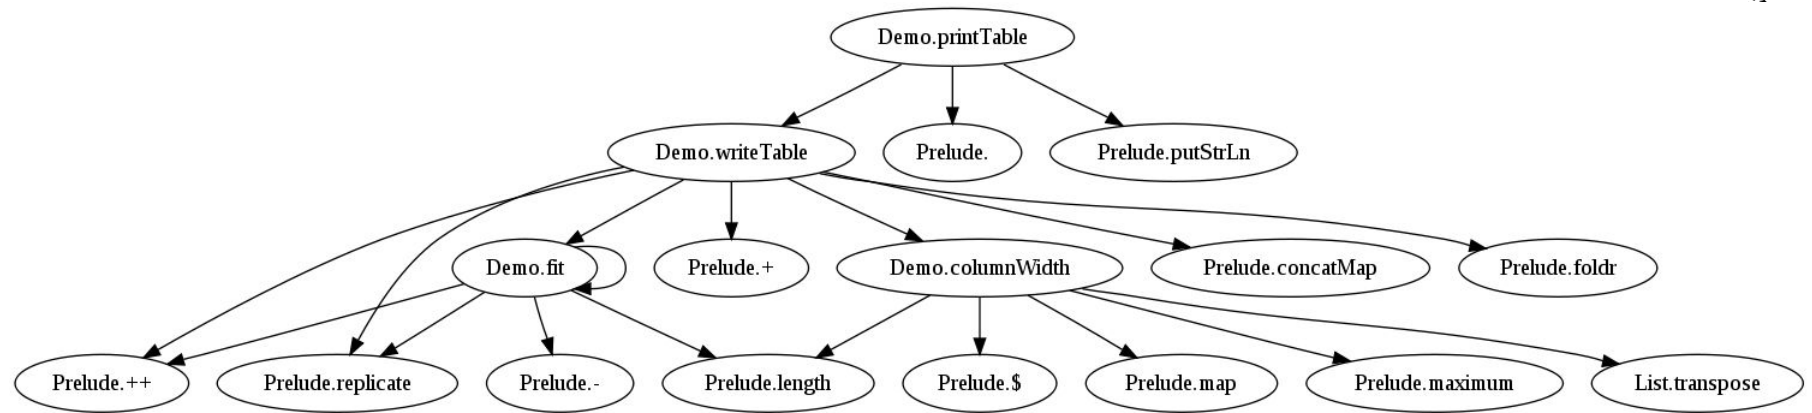 Demo.printTable
Demo.writeTable
Prelude..
Prelude.putStrLn
Demo.fit
Prelude.+
Demo.columnWidth
Prelude.concatMap
Prelude.foldr
Prelude.++
Prelude.replicate
Prelude.-
Prelude.length
Prelude.$
Prelude.map
Prelude.maximum
List.transpose